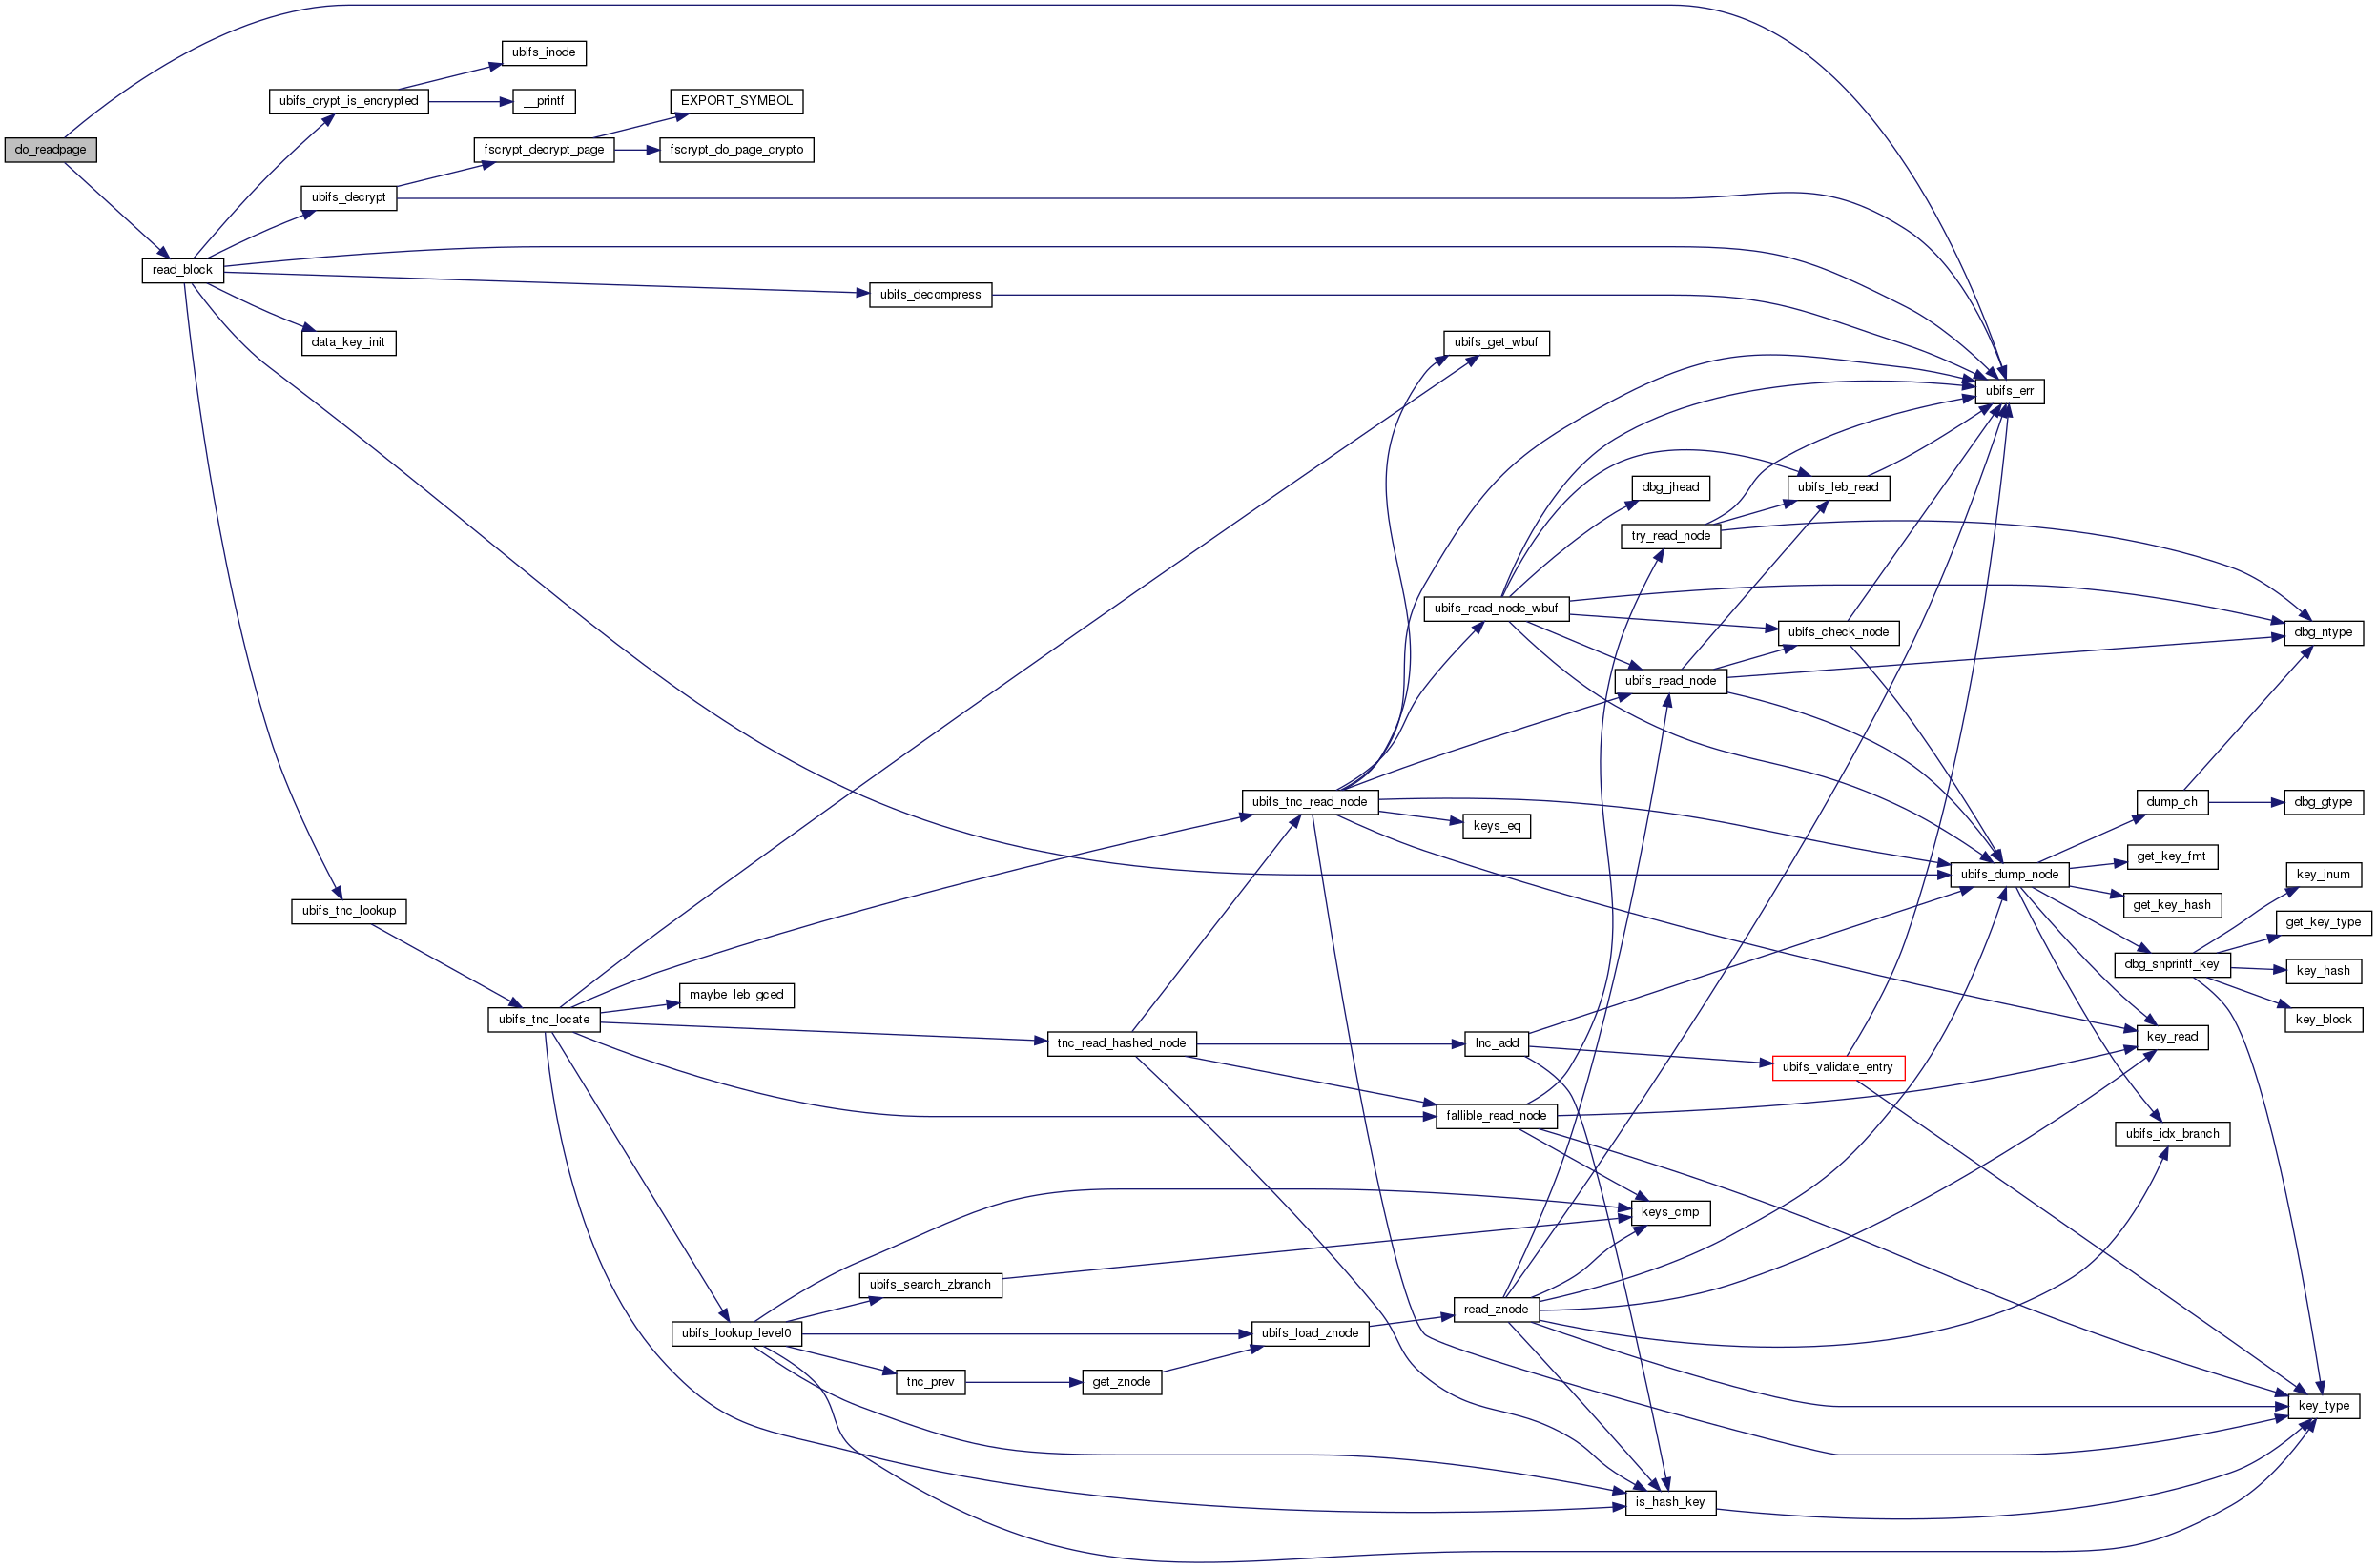 ubifs_inode
ubifs_crypt_is_encrypted
__printf
EXPORT_SYMBOL
do_readpage
fscrypt_decrypt_page
fscrypt_do_page_crypto
ubifs_decrypt
read_block
ubifs_decompress
data_key_init
ubifs_get_wbuf
ubifs_err
dbg_jhead
ubifs_leb_read
try_read_node
ubifs_read_node_wbuf
ubifs_check_node
dbg_ntype
ubifs_read_node
ubifs_tnc_read_node
dump_ch
dbg_gtype
keys_eq
get_key_fmt
ubifs_dump_node
key_inum
ubifs_tnc_lookup
get_key_hash
get_key_type
dbg_snprintf_key
key_hash
maybe_leb_gced
ubifs_tnc_locate
key_block
tnc_read_hashed_node
lnc_add
key_read
ubifs_validate_entry
fallible_read_node
ubifs_idx_branch
keys_cmp
ubifs_search_zbranch
read_znode
ubifs_lookup_level0
ubifs_load_znode
tnc_prev
get_znode
key_type
is_hash_key